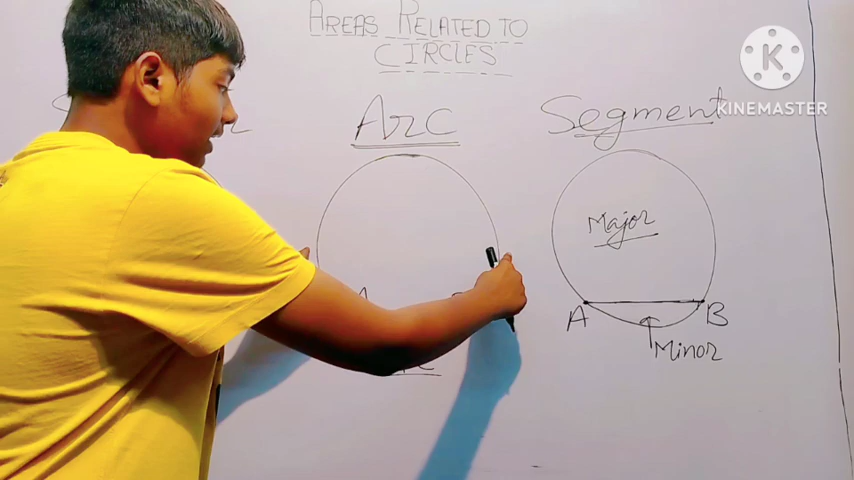 AREAS RELATED TO
CIRCLES
KINEMASTER
Arc
Segment
Major
A
B
A
Minor